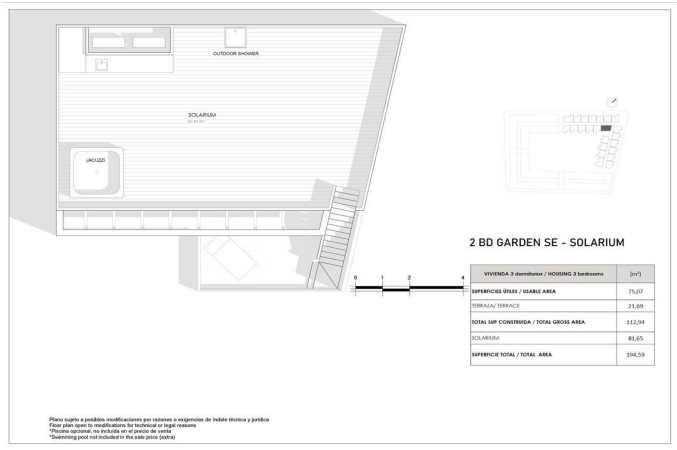 OUTDOOR SHOWER
SOLARIUM
JACUZZI
0 1 2 4
2 BD GARDEN SE - SOLARIUM
VIVIENDA 3 dormitorios / HOUSING 3 bedrooms (m²)
SUPERFICIES ÚTILES / USABLE AREA 75,07
TERRAZA/ TERRACE 21,69
TOTAL SUP CONSTRUIDA / TOTAL GROSS AREA 112,94
SOLARIUM 81,65
SUPERFICIE TOTAL / TOTAL AREA 194,59
Plano sujeto a posibles modificaciones por razones o exigencias de índole técnica y jurídica
Floor plan open to modifications for technical or legal reasons
*Piscina opcional, no incluída en el precio de venta
*Swimming pool not included in the sale price (extra)